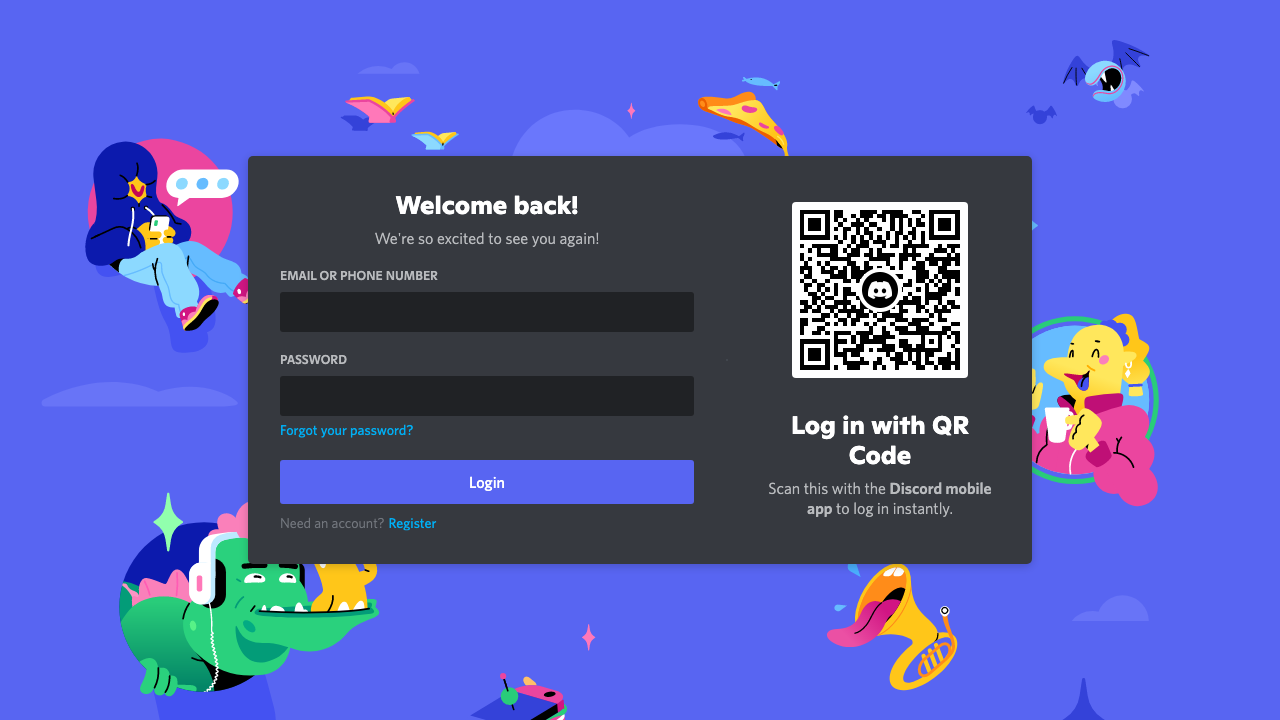 Welcome back!
We're so excited to see you again!
EMAIL OR PHONE NUMBER
PASSWORD
Forgot your password?
Login
Need an account? Register
Log in with QR
Code
Scan this with the Discord mobile
app to log in instantly.